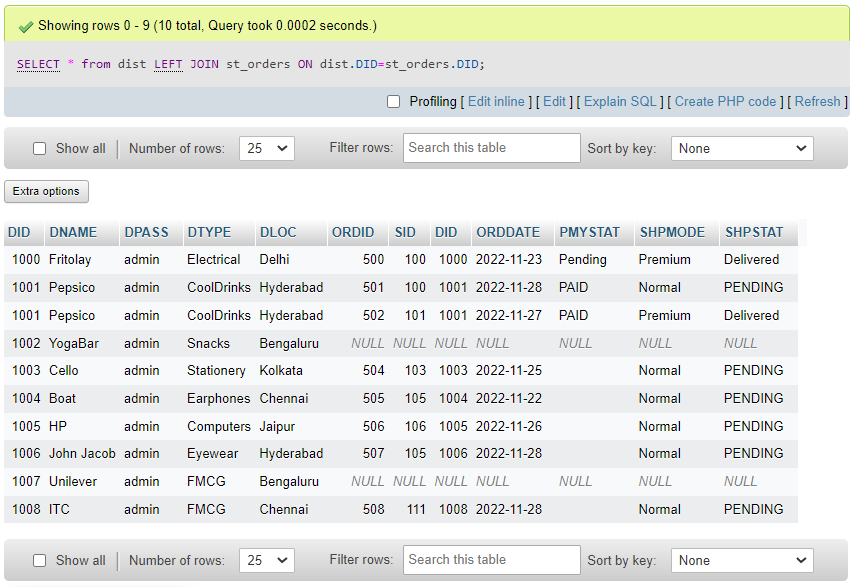 Showing rows 0 - 9 (10 total, Query took 0.0002 seconds.)
SELECT * from dist LEFT JOIN st_orders ON dist.DID=st_orders.DID;
Profiling [ Edit inline ] [ Edit ] [ Explain SQL ] [ Create PHP code ] [ Refresh ]
Show all Number of rows: 25 Filter rows: Search this table Sort by key: None
Extra options
DID DNAME DPASS DTYPE DLOC ORDID SID DID ORDDATE PMYSTAT SHPMODE SHPSTAT
1000 Fritolay admin Electrical Delhi 500 100 1000 2022-11-23 Pending Premium Delivered
1001 Pepsico admin CoolDrinks Hyderabad 501 100 1001 2022-11-28 PAID Normal PENDING
1001 Pepsico admin CoolDrinks Hyderabad 502 101 1001 2022-11-27 PAID Premium Delivered
1002 YogaBar admin Snacks Bengaluru NULL NULL NULL NULL NULL NULL NULL
1003 Cello admin Stationery Kolkata 504 103 1003 2022-11-25 Normal PENDING
1004 Boat admin Earphones Chennai 505 105 1004 2022-11-22 Normal PENDING
1005 HP admin Computers Jaipur 506 106 1005 2022-11-26 Normal PENDING
1006 John Jacob admin Eyewear Hyderabad 507 105 1006 2022-11-28 Normal PENDING
1007 Unilever admin FMCG Bengaluru NULL NULL NULL NULL NULL NULL NULL
1008 ITC admin FMCG Chennai 508 111 1008 2022-11-28 Normal PENDING
Show all Number of rows: 25 Filter rows: Search this table Sort by key: None